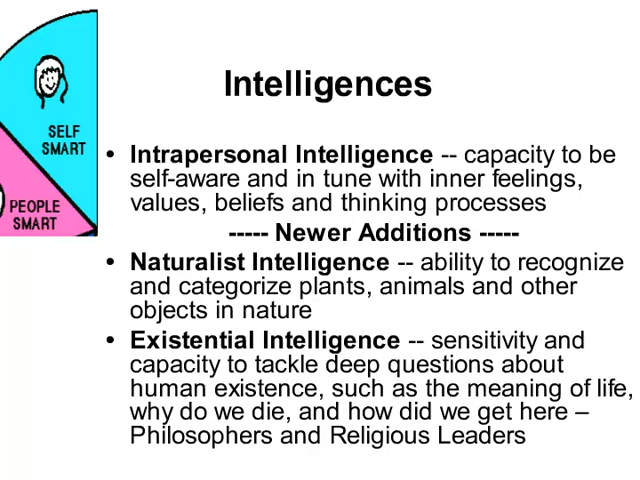 Intelligences
SELF
SMART
PEOPLE
SMART
• Intrapersonal Intelligence -- capacity to be
self-aware and in tune with inner feelings,
values, beliefs and thinking processes
----- Newer Additions -----
• Naturalist Intelligence -- ability to recognize
and categorize plants, animals and other
objects in nature
• Existential Intelligence -- sensitivity and
capacity to tackle deep questions about
human existence, such as the meaning of life,
why do we die, and how did we get here –
Philosophers and Religious Leaders